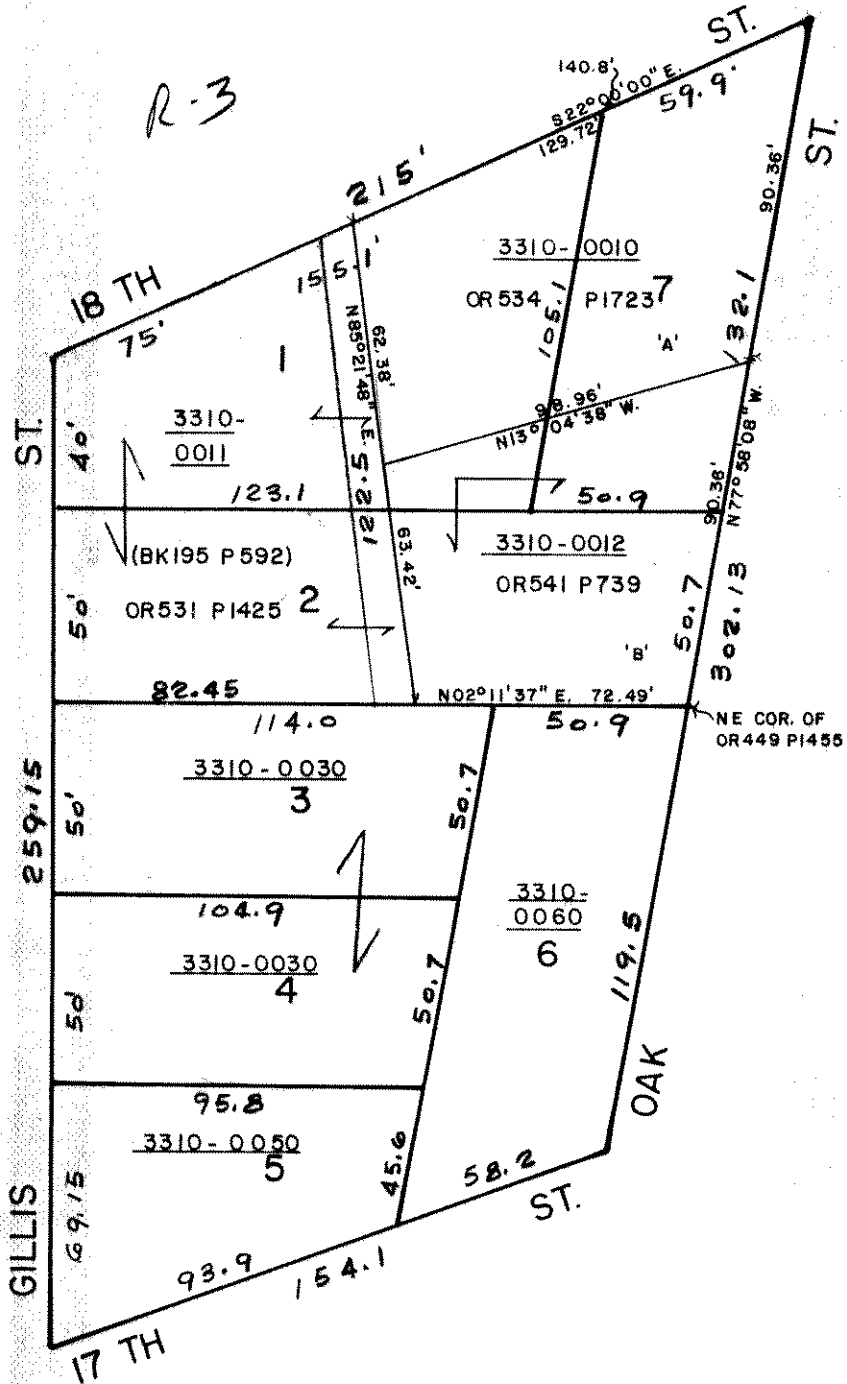 R-3
18 TH
ST.
215'
140.8'
S22°00'00"E.
129.72'
59.9'
75'
155.1'
1
N85°21'48"E.
62.38'
3310-0010
OR534 P1723
7
'A'
105.1
90.36'
132.1
ST.
98.96'
N13°04'38"W.
3310-
0011
40'
ST.
123.1
50.9
90.36'
N77°58'08"W.
(BK195 P592)
OR531 P1425
2
63.42'
3310-0012
OR541 P739
'B'
50'
50.7
302.13
82.45
N02°11'37"E. 72.49'
114.0
50.9
NE COR. OF
OR449 P1455
3310-0030
3
50.7
50'
259.15
104.9
3310-0030
4
50.7
50'
3310-
0060
6
119.5
OAK
95.8
3310-0050
5
45.6
69.15
GILLIS
58.2
ST.
93.9
154.1
17 TH